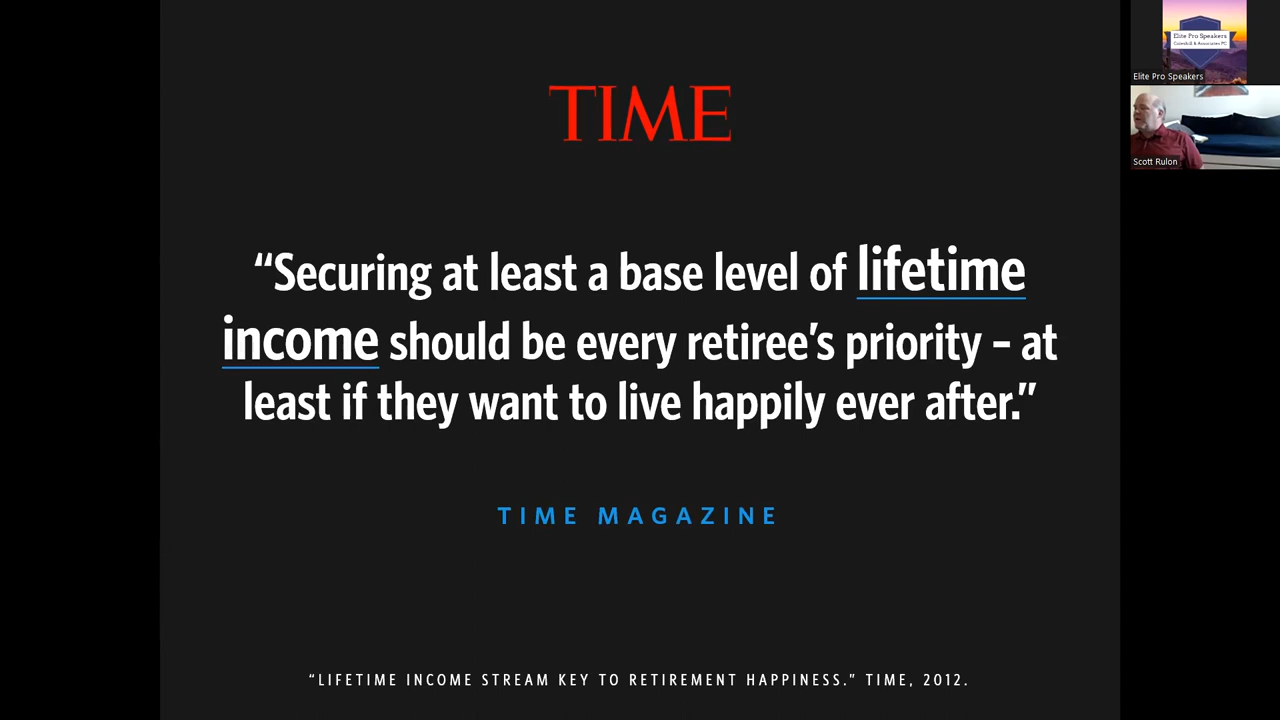 TIME
“Securing at least a base level of lifetime
income should be every retiree’s priority – at
least if they want to live happily ever after.”
TIME MAGAZINE
“LIFETIME INCOME STREAM KEY TO RETIREMENT HAPPINESS.” TIME, 2012.
Elite Pro Speakers
Elite Pro Speakers
Scott Rulon